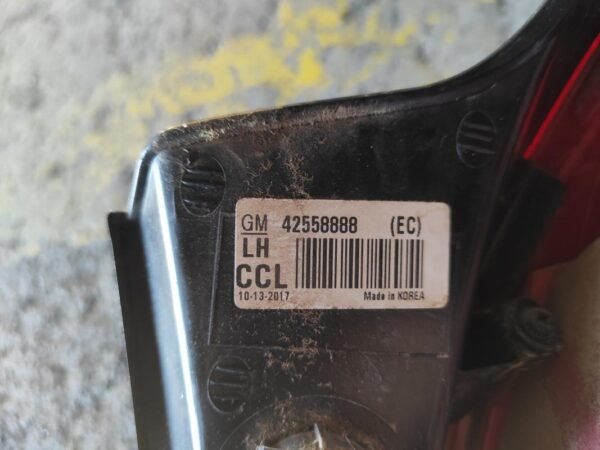 GM 42558888 (EC)
LH
CCL
10-13-2017 Made in KOREA